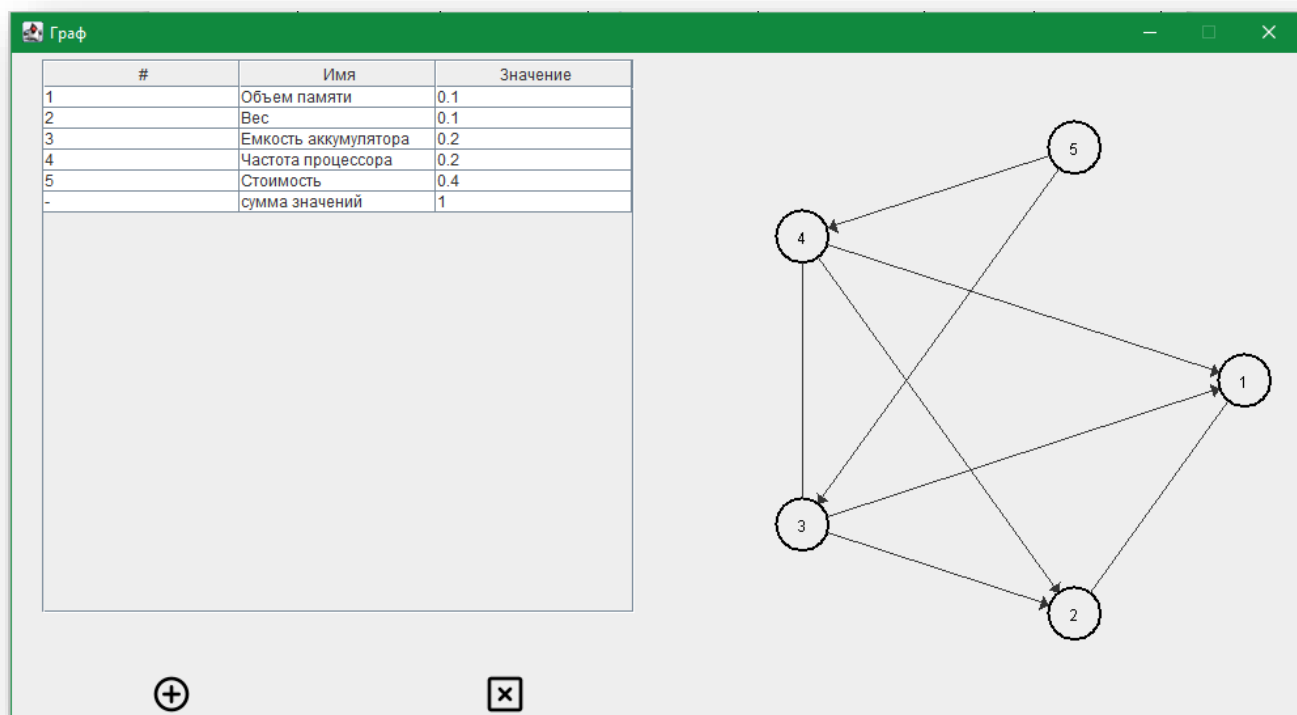 Граф
# Имя Значение
1 Объем памяти 0.1
2 Вес 0.1
3 Емкость аккумулятора 0.2
4 Частота процессора 0.2
5 Стоимость 0.4
- сумма значений 1
5
4
1
3
2